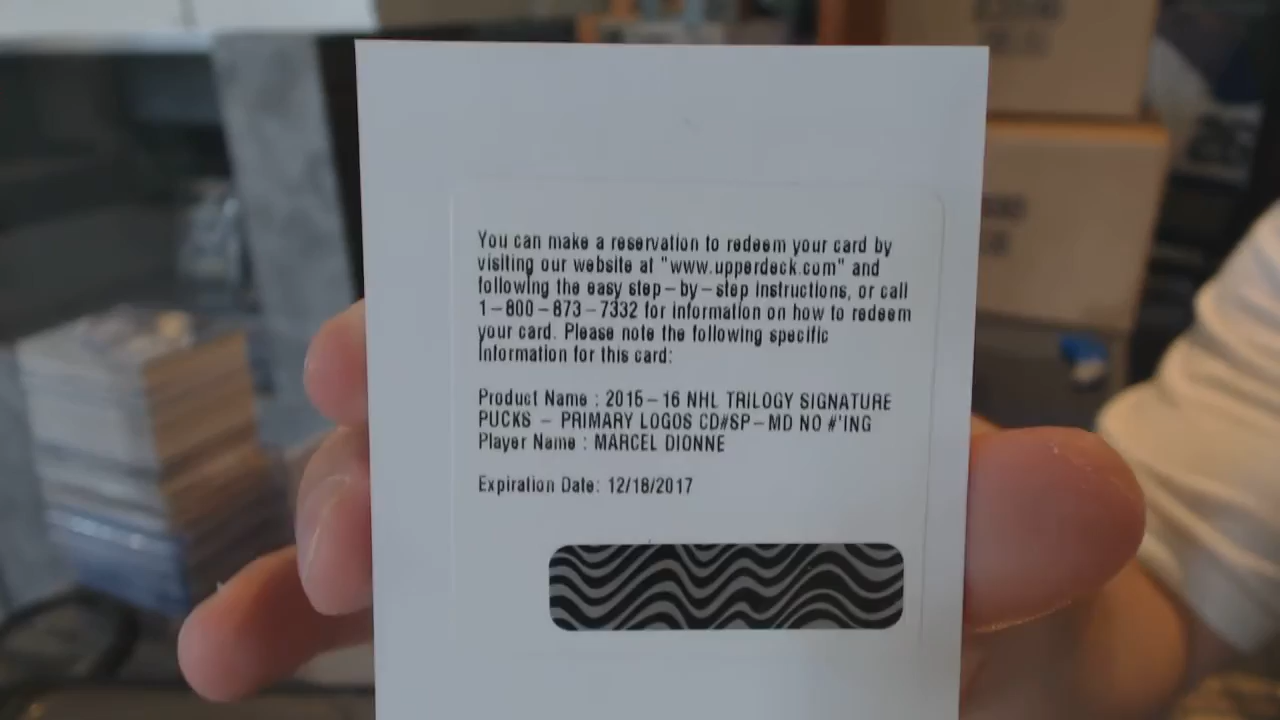 You can make a reservation to redeem your card by
visiting our website at "www.upperdeck.com" and
following the easy step-by-step instructions, or call
1-800-873-7332 for information on how to redeem
your card. Please note the following specific
information for this card:
Product Name : 2015-16 NHL TRILOGY SIGNATURE
PUCKS - PRIMARY LOGOS CD#SP-MD NO #'ING
Player Name : MARCEL DIONNE
Expiration Date: 12/18/2017